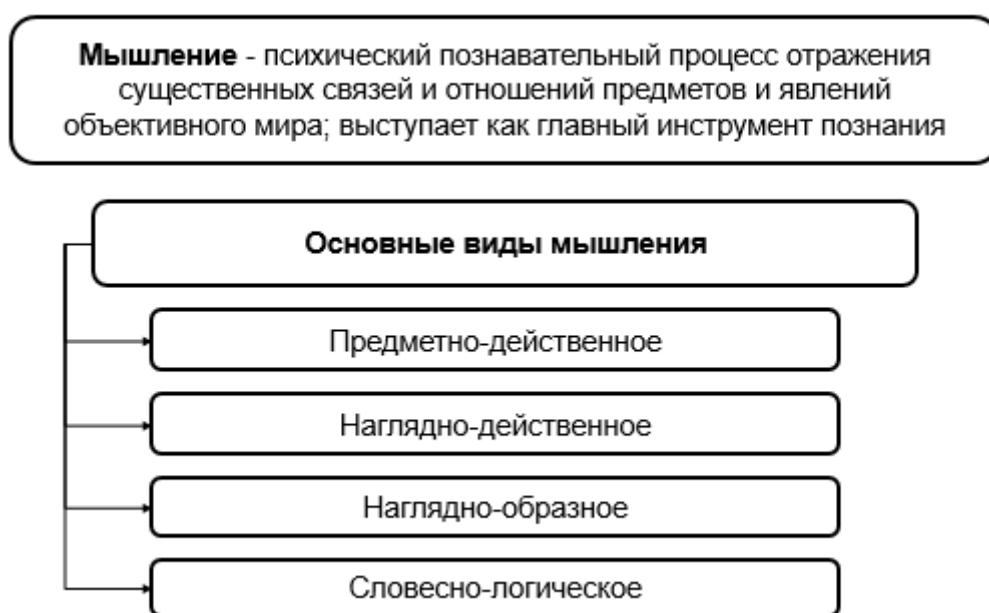 Мышление - психический познавательный процесс отражения
существенных связей и отношений предметов и явлений
объективного мира; выступает как главный инструмент познания
Основные виды мышления
Предметно-действенное
Наглядно-действенное
Наглядно-образное
Словесно-логическое